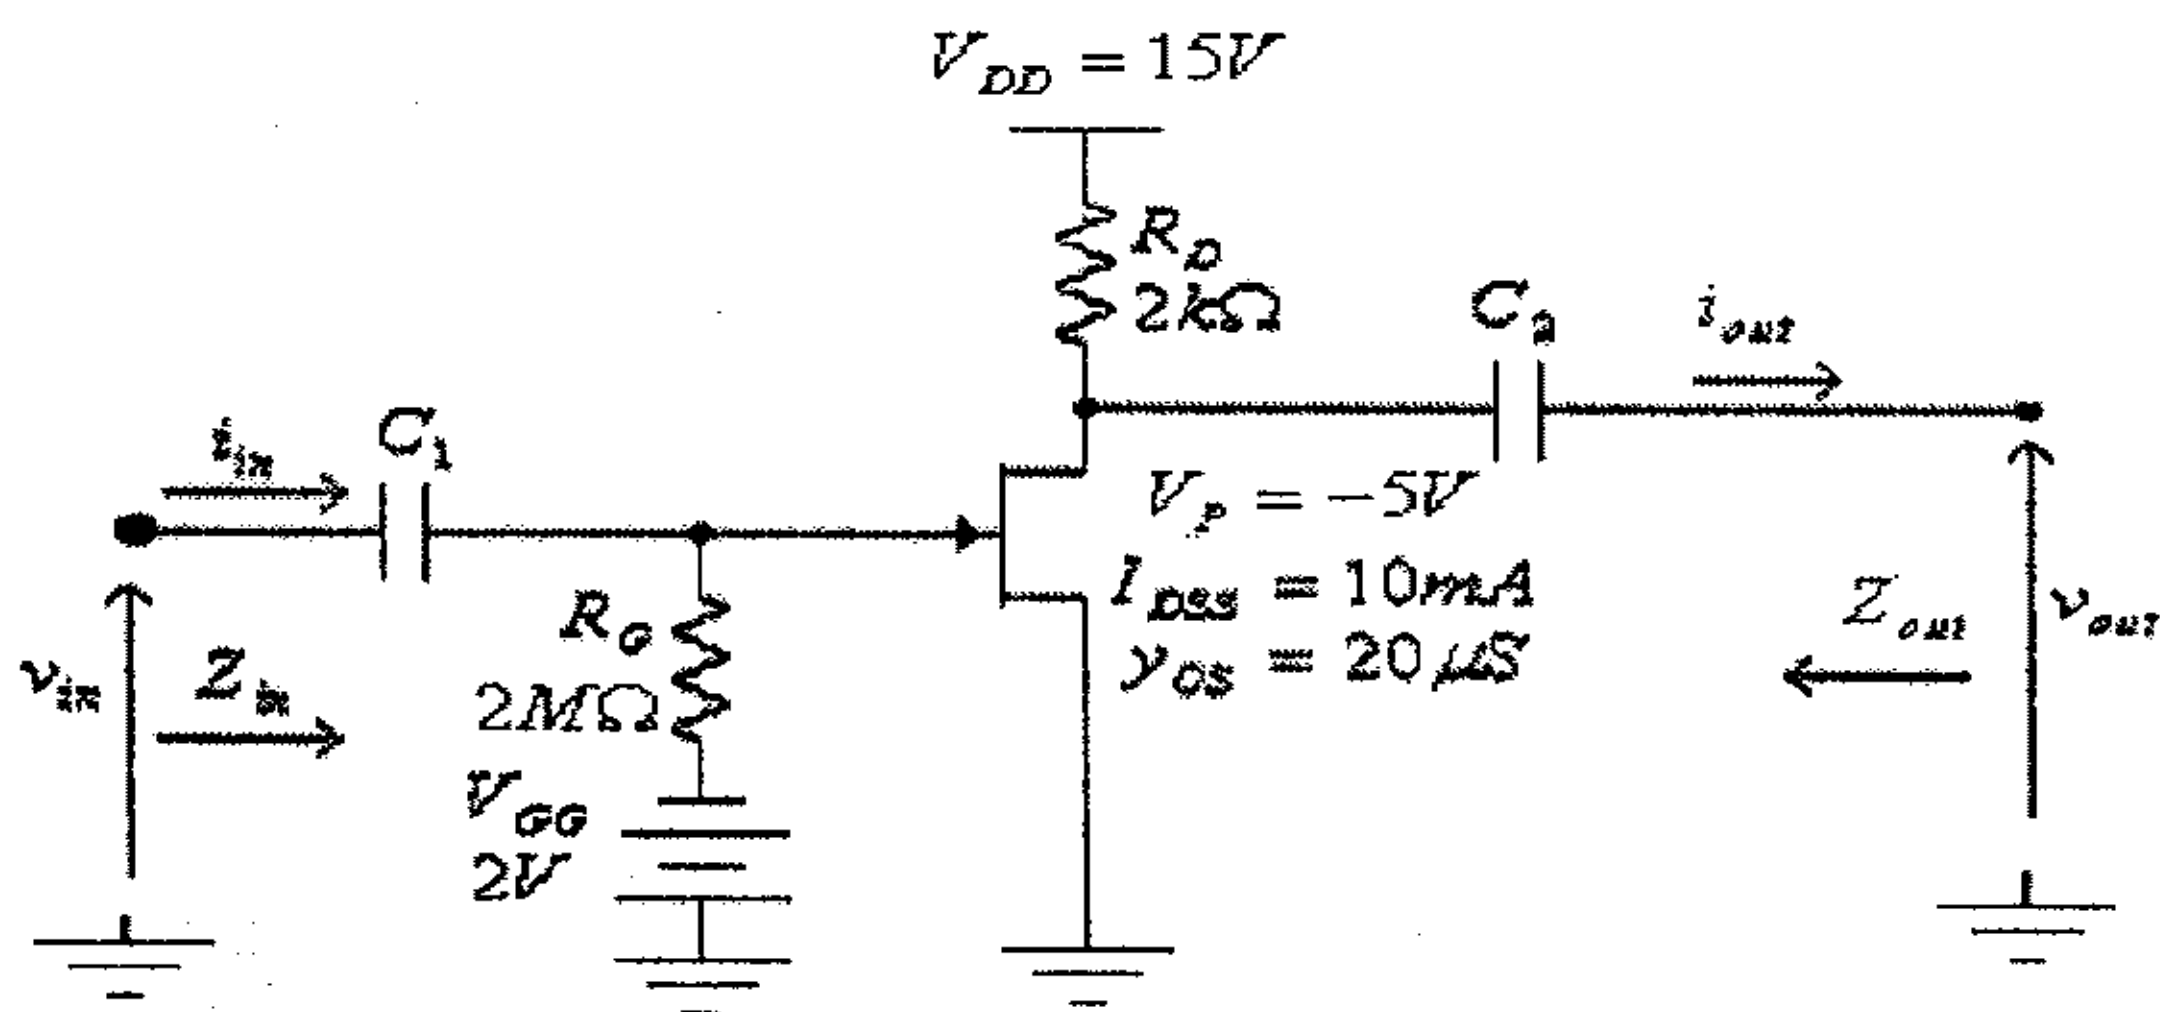 V_DD = 15V
R_D
2kΩ
C_2
i_out
i_in
C_1
V_P = -5V
I_DSS = 10mA
y_OS = 20μS
R_G
2MΩ
Z_out
v_out
v_in
Z_in
V_GG
2V